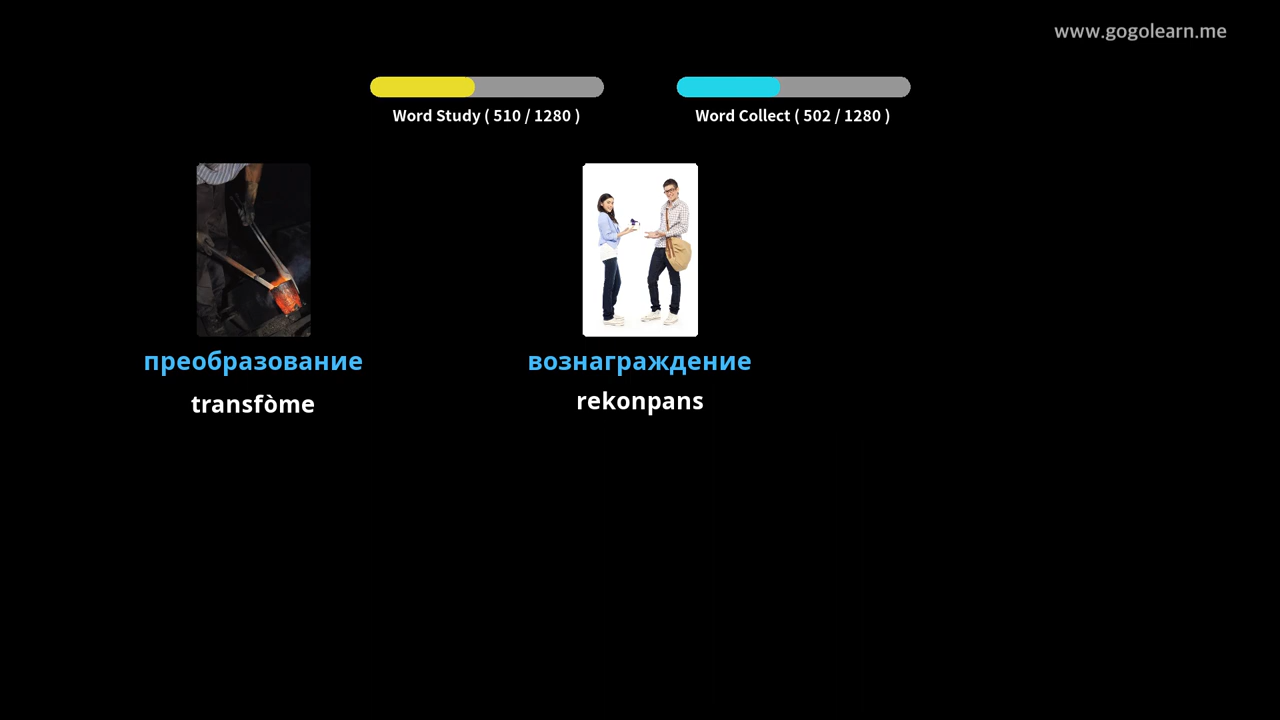 www.gogolearn.me
Word Study ( 510 / 1280 )
Word Collect ( 502 / 1280 )
преобразование
transfòme
вознаграждение
rekonpans